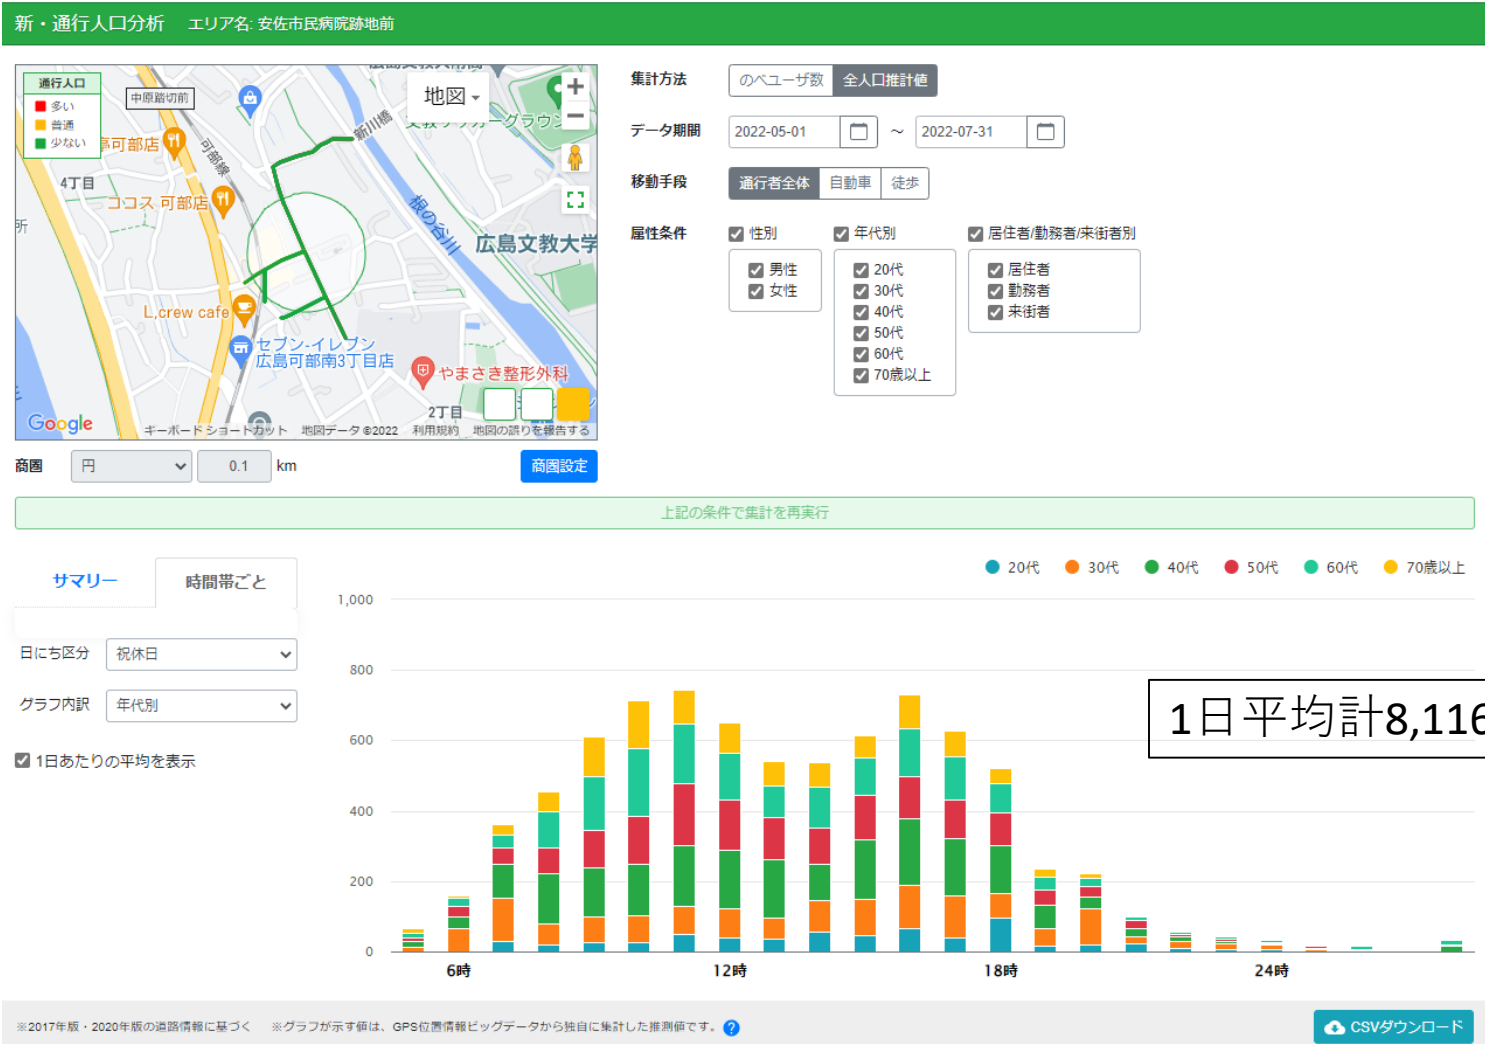 新・通行人口分析 エリア名: 安佐市民病院跡地前
通行人口
多い
普通
少ない
中原踏切前
地図
新川橋
亭可部店
可部線
4丁目
ココス 可部店
所
根の谷川
広島文教大学
L,crew cafe
セブン-イレブン
広島可部南3丁目店
やまさき整形外科
2丁目
Google
キーボード ショートカット 地図データ ©2022 利用規約 地図の誤りを報告する
商圏 円 0.1 km 商圏設定
集計方法 のべユーザ数 全人口推計値
データ期間 2022-05-01 ~ 2022-07-31
移動手段 通行者全体 自動車 徒歩
属性条件 性別 年代別 居住者/勤務者/来街者別
男性 20代 居住者
女性 30代 勤務者
40代 来街者
50代
60代
70歳以上
上記の条件で集計を再実行
サマリー 時間帯ごと
日にち区分 祝休日
グラフ内訳 年代別
1日あたりの平均を表示
20代 30代 40代 50代 60代 70歳以上
1,000
800
600
400
200
0
1日平均計8,116
6時 12時 18時 24時
※2017年版・2020年版の道路情報に基づく ※グラフが示す値は、GPS位置情報ビッグデータから独自に集計した推測値です。 ?
CSVダウンロード